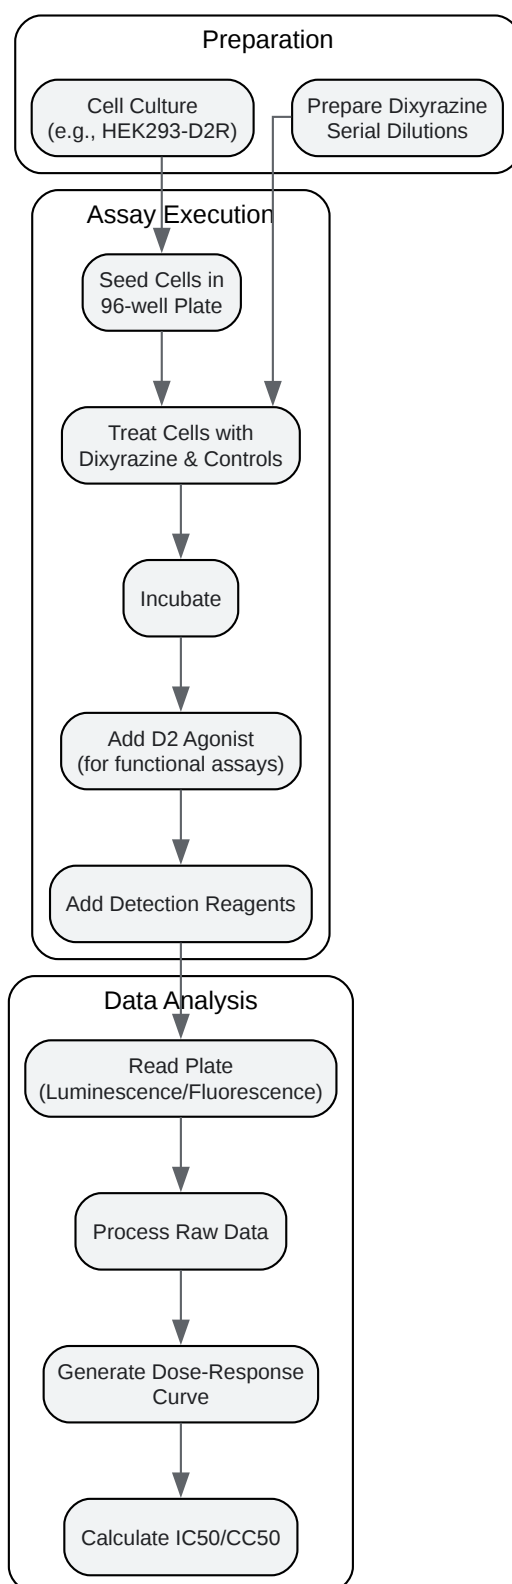 Preparation
Cell Culture
(e.g., HEK293-D2R)
Prepare Dixyrazine
Serial Dilutions
Assay Execution
Seed Cells in
96-well Plate
Treat Cells with
Dixyrazine & Controls
Incubate
Add D2 Agonist
(for functional assays)
Add Detection Reagents
Data Analysis
Read Plate
(Luminescence/Fluorescence)
Process Raw Data
Generate Dose-Response
Curve
Calculate IC50/CC50